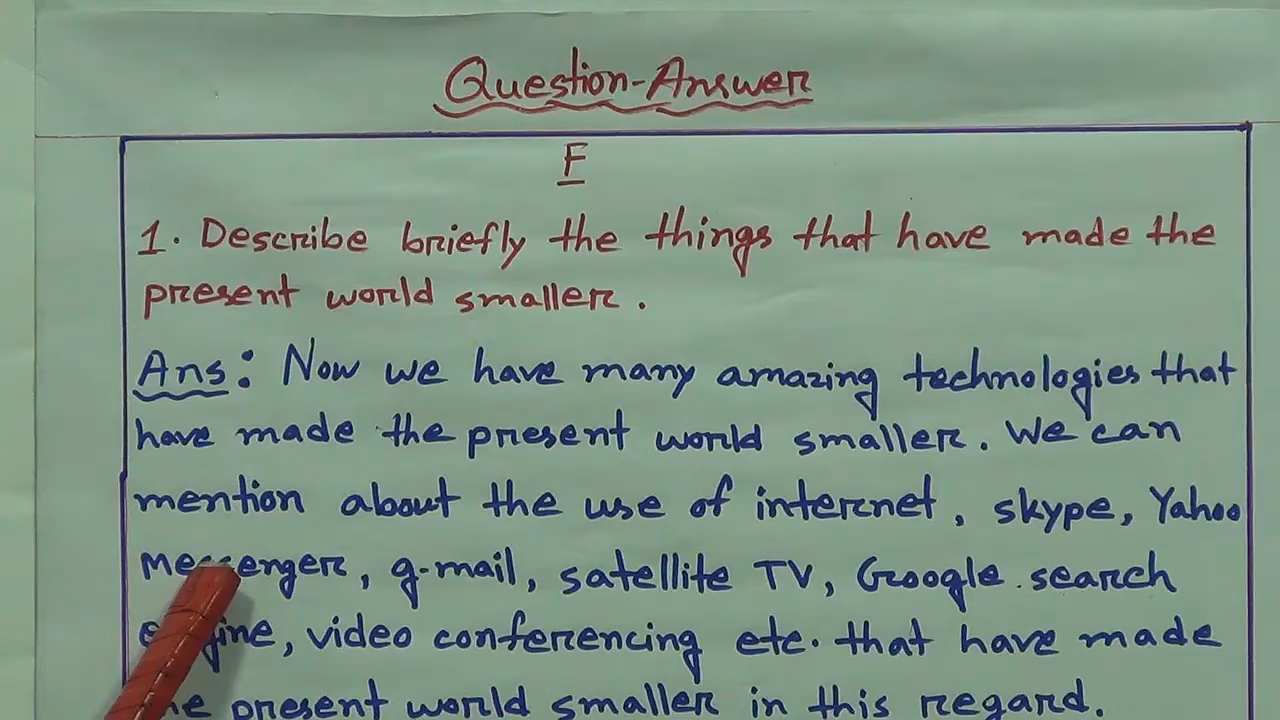 Question-Answer
F
1. Describe briefly the things that have made the
present world smaller.
Ans: Now we have many amazing technologies that
have made the present world smaller. We can
mention about the use of internet, skype, Yahoo
messenger, g-mail, satellite TV, Google search
engine, video conferencing etc. that have made
the present world smaller in this regard.